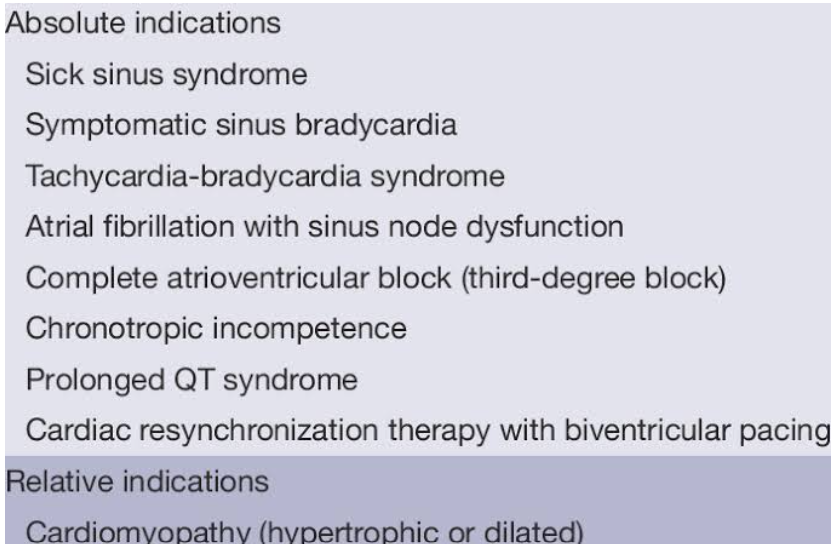 Absolute indications
Sick sinus syndrome
Symptomatic sinus bradycardia
Tachycardia-bradycardia syndrome
Atrial fibrillation with sinus node dysfunction
Complete atrioventricular block (third-degree block)
Chronotropic incompetence
Prolonged QT syndrome
Cardiac resynchronization therapy with biventricular pacing
Relative indications
Cardiomyopathy (hypertrophic or dilated)